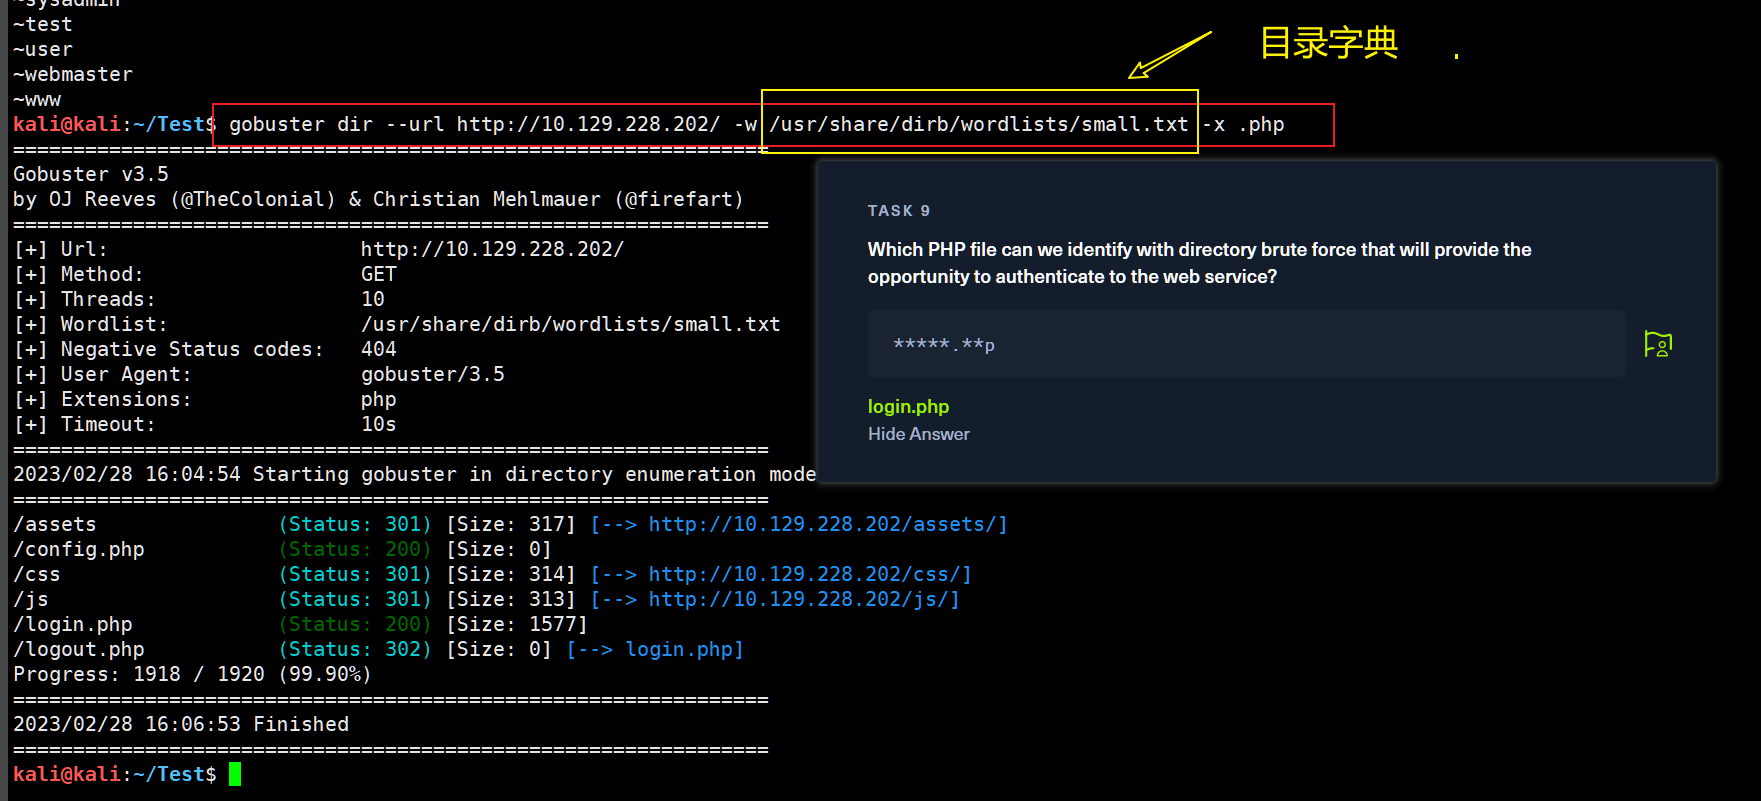 ~sysadmin
~test
~user
~webmaster
~www
目录字典 .
kali@kali:~/Test$ gobuster dir --url http://10.129.228.202/ -w /usr/share/dirb/wordlists/small.txt -x .php
===============================================================
Gobuster v3.5
by OJ Reeves (@TheColonial) & Christian Mehlmauer (@firefart)
===============================================================
[+] Url: http://10.129.228.202/
[+] Method: GET
[+] Threads: 10
[+] Wordlist: /usr/share/dirb/wordlists/small.txt
[+] Negative Status codes: 404
[+] User Agent: gobuster/3.5
[+] Extensions: php
[+] Timeout: 10s
===============================================================
2023/02/28 16:04:54 Starting gobuster in directory enumeration mode
===============================================================
/assets (Status: 301) [Size: 317] [--> http://10.129.228.202/assets/]
/config.php (Status: 200) [Size: 0]
/css (Status: 301) [Size: 314] [--> http://10.129.228.202/css/]
/js (Status: 301) [Size: 313] [--> http://10.129.228.202/js/]
/login.php (Status: 200) [Size: 1577]
/logout.php (Status: 302) [Size: 0] [--> login.php]
Progress: 1918 / 1920 (99.90%)
===============================================================
2023/02/28 16:06:53 Finished
===============================================================
kali@kali:~/Test$
TASK 9
Which PHP file can we identify with directory brute force that will provide the
opportunity to authenticate to the web service?
*****.**p
login.php
Hide Answer